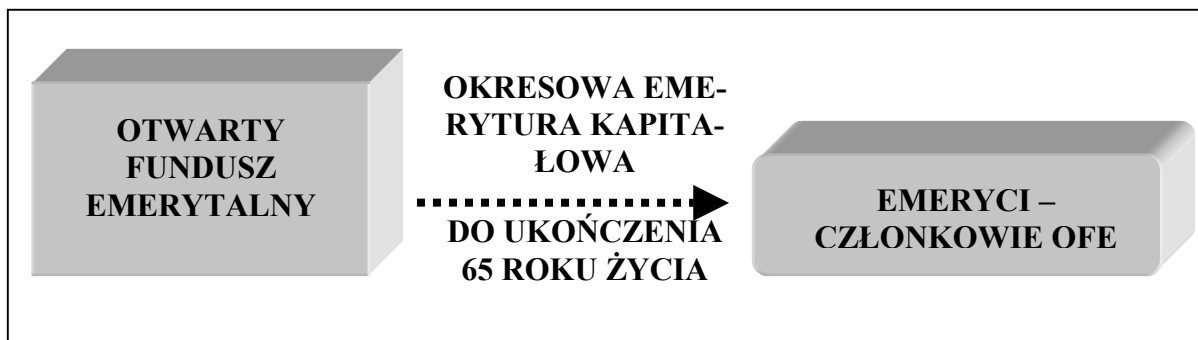 OTWARTY
FUNDUSZ
EMERYTALNY
OKRESOWA EME-
RYTURA KAPITA-
ŁOWA
DO UKOŃCZENIA
65 ROKU ŻYCIA
EMERYCI –
CZŁONKOWIE OFE